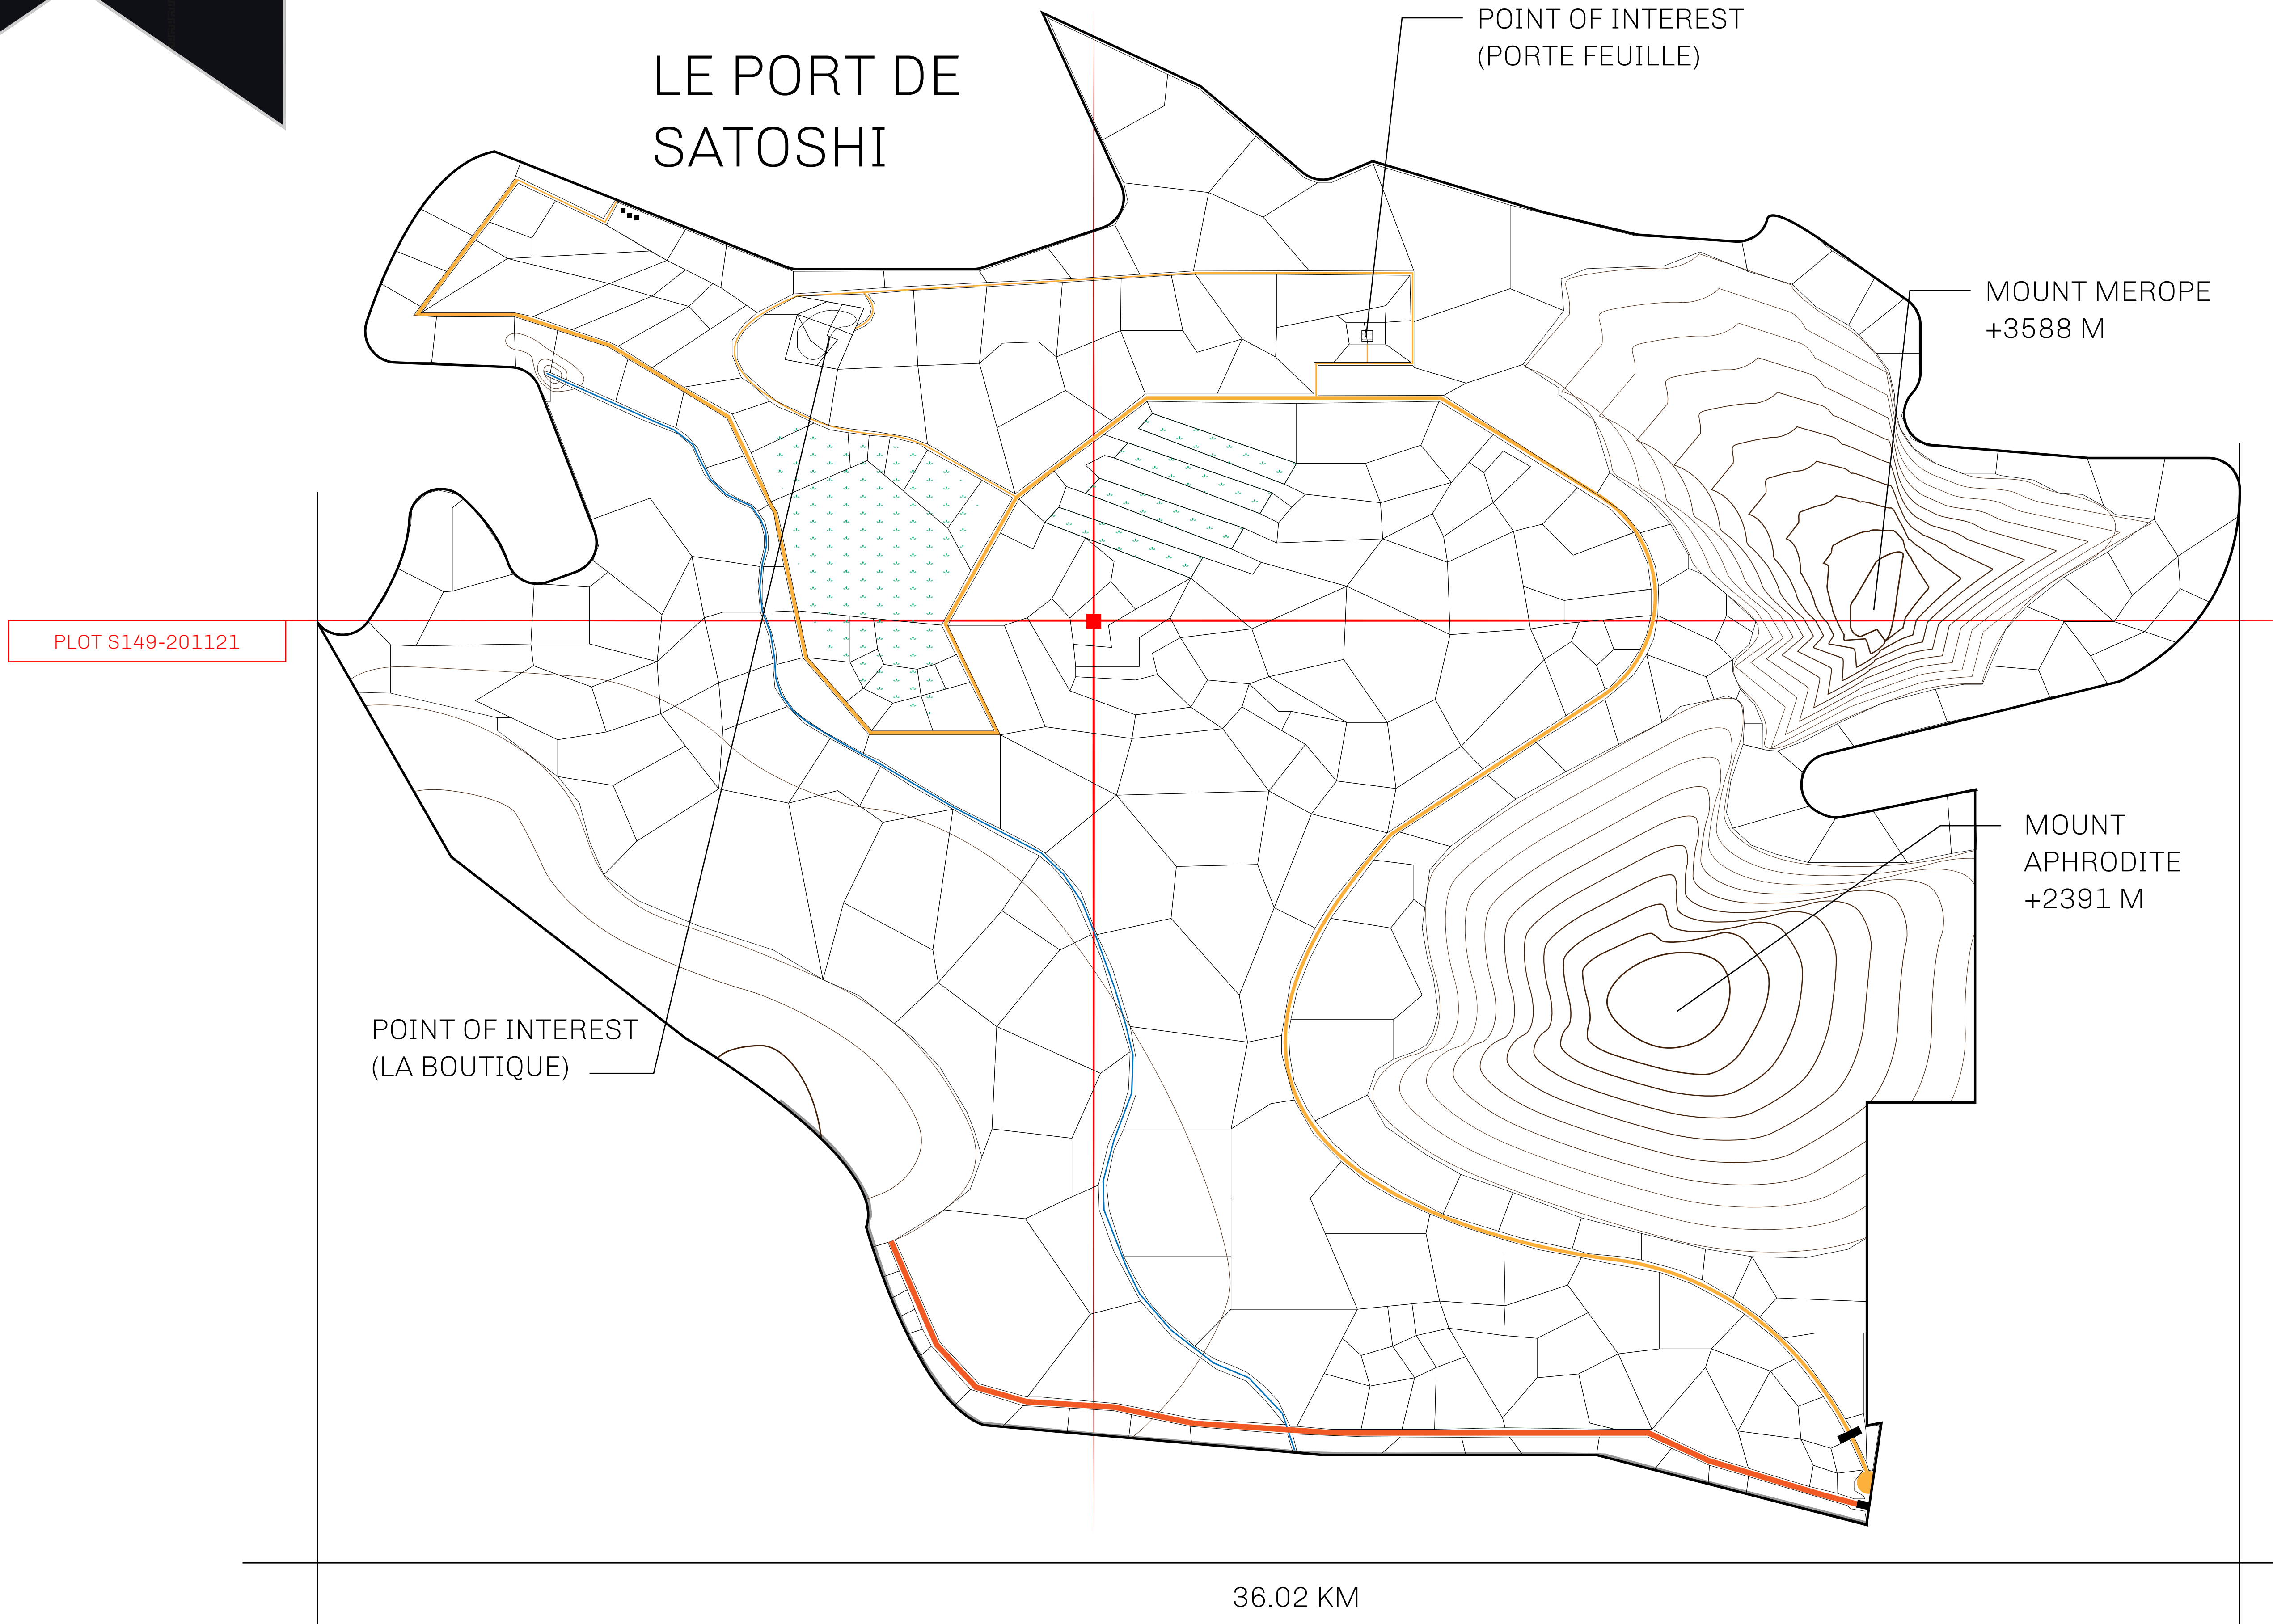 LE PORT DE
SATOSHI
POINT OF INTEREST
(PORTE FEUILLE)
MOUNT MEROPE
+3588 M
PLOT S149-201121
MOUNT
APHRODITE
+2391 M
POINT OF INTEREST
(LA BOUTIQUE)
36.02 KM